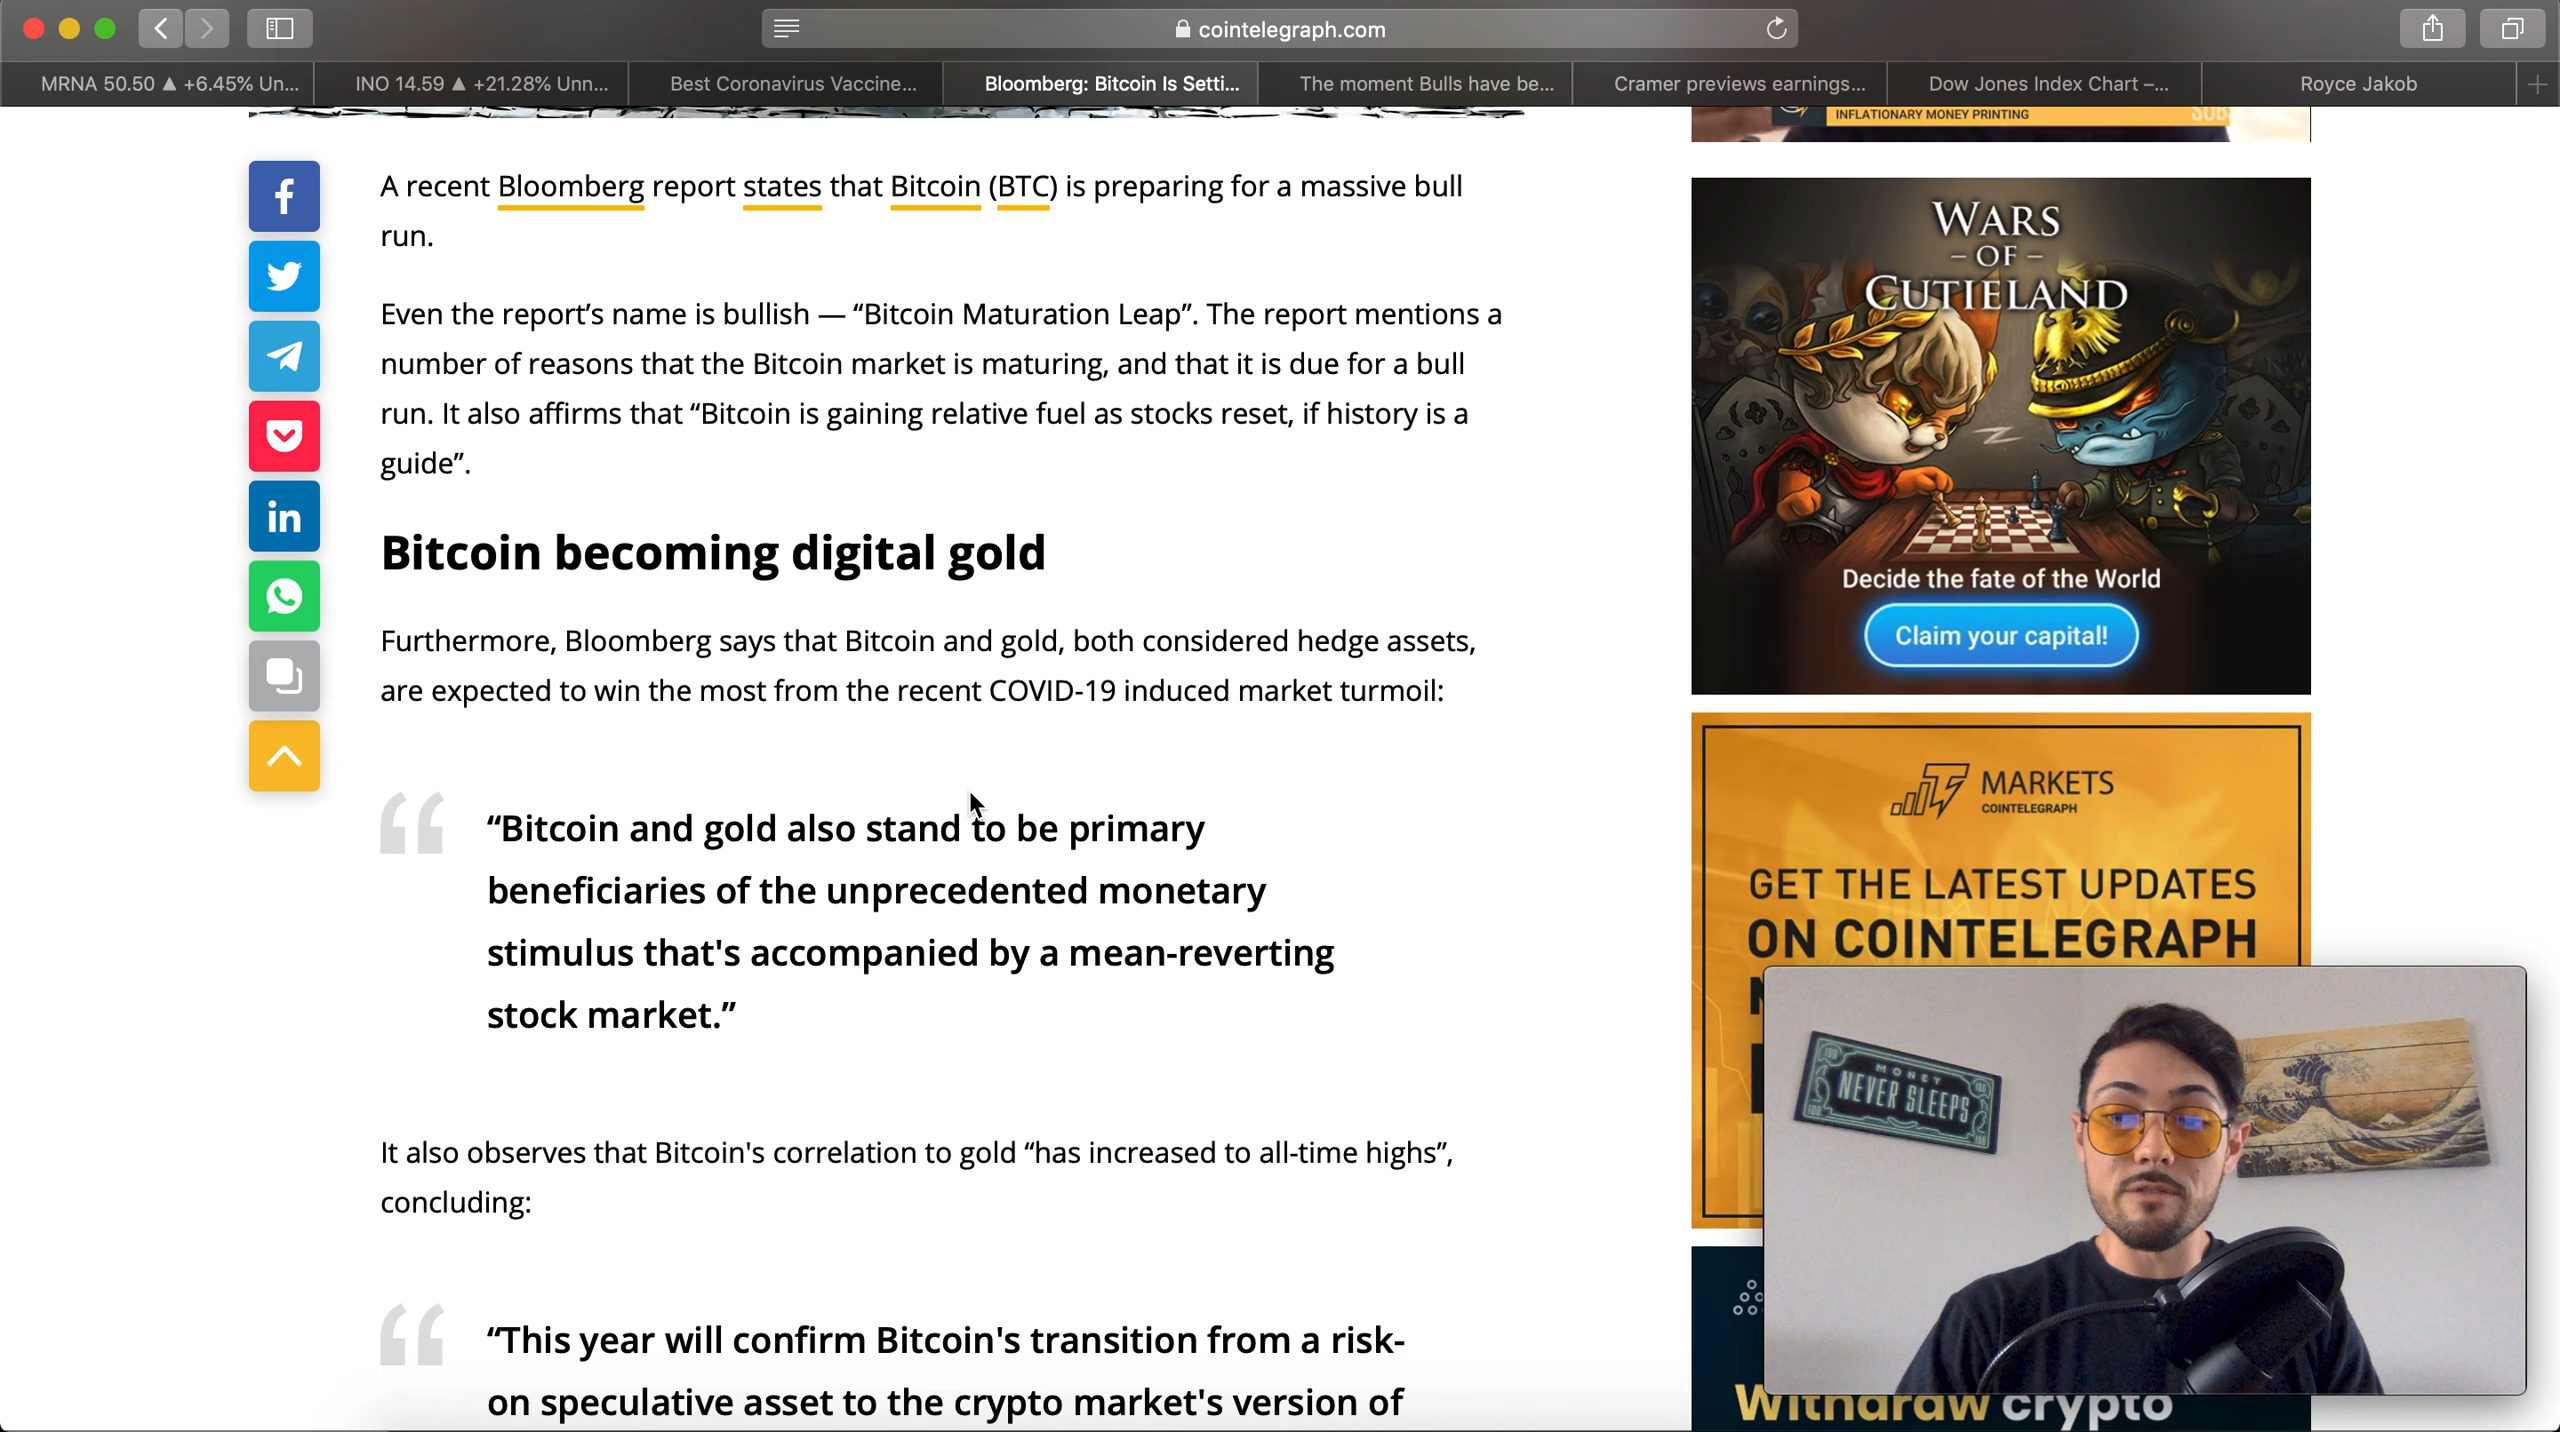 cointelegraph.com
MRNA 50.50 ▲ +6.45% Un...
INO 14.59 ▲ +21.28% Unn...
Best Coronavirus Vaccine...
Bloomberg: Bitcoin Is Setti...
The moment Bulls have be...
Cramer previews earnings...
Dow Jones Index Chart –...
Royce Jakob
INFLATIONARY MONEY PRINTING
A recent Bloomberg report states that Bitcoin (BTC) is preparing for a massive bull
run.
Even the report’s name is bullish — “Bitcoin Maturation Leap”. The report mentions a
number of reasons that the Bitcoin market is maturing, and that it is due for a bull
run. It also affirms that “Bitcoin is gaining relative fuel as stocks reset, if history is a
guide”.
Bitcoin becoming digital gold
Furthermore, Bloomberg says that Bitcoin and gold, both considered hedge assets,
are expected to win the most from the recent COVID-19 induced market turmoil:
“Bitcoin and gold also stand to be primary
beneficiaries of the unprecedented monetary
stimulus that's accompanied by a mean-reverting
stock market.”
It also observes that Bitcoin's correlation to gold “has increased to all-time highs”,
concluding:
“This year will confirm Bitcoin's transition from a risk-
on speculative asset to the crypto market's version of
WARS
– OF –
CUTIELAND
Decide the fate of the World
Claim your capital!
MARKETS
COINTELEGRAPH
GET THE LATEST UPDATES
ON COINTELEGRAPH
MONEY
NEVER SLEEPS
100
100
100
Withdraw crypto